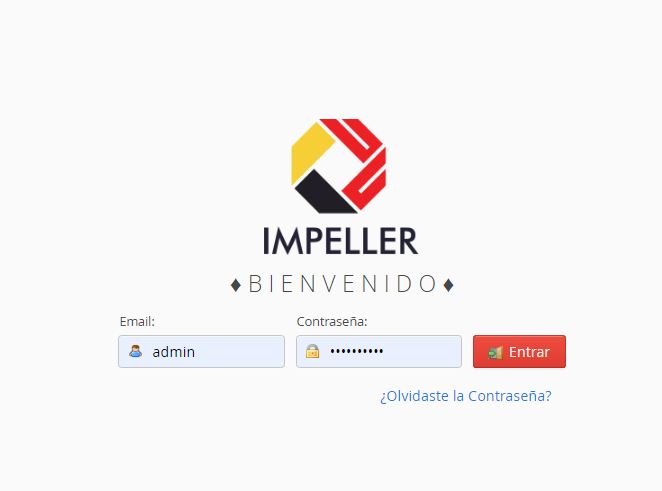 IMPELLER
♦BIENVENIDO♦
Email: Contraseña:
admin •••••••••• Entrar
¿Olvidaste la Contraseña?